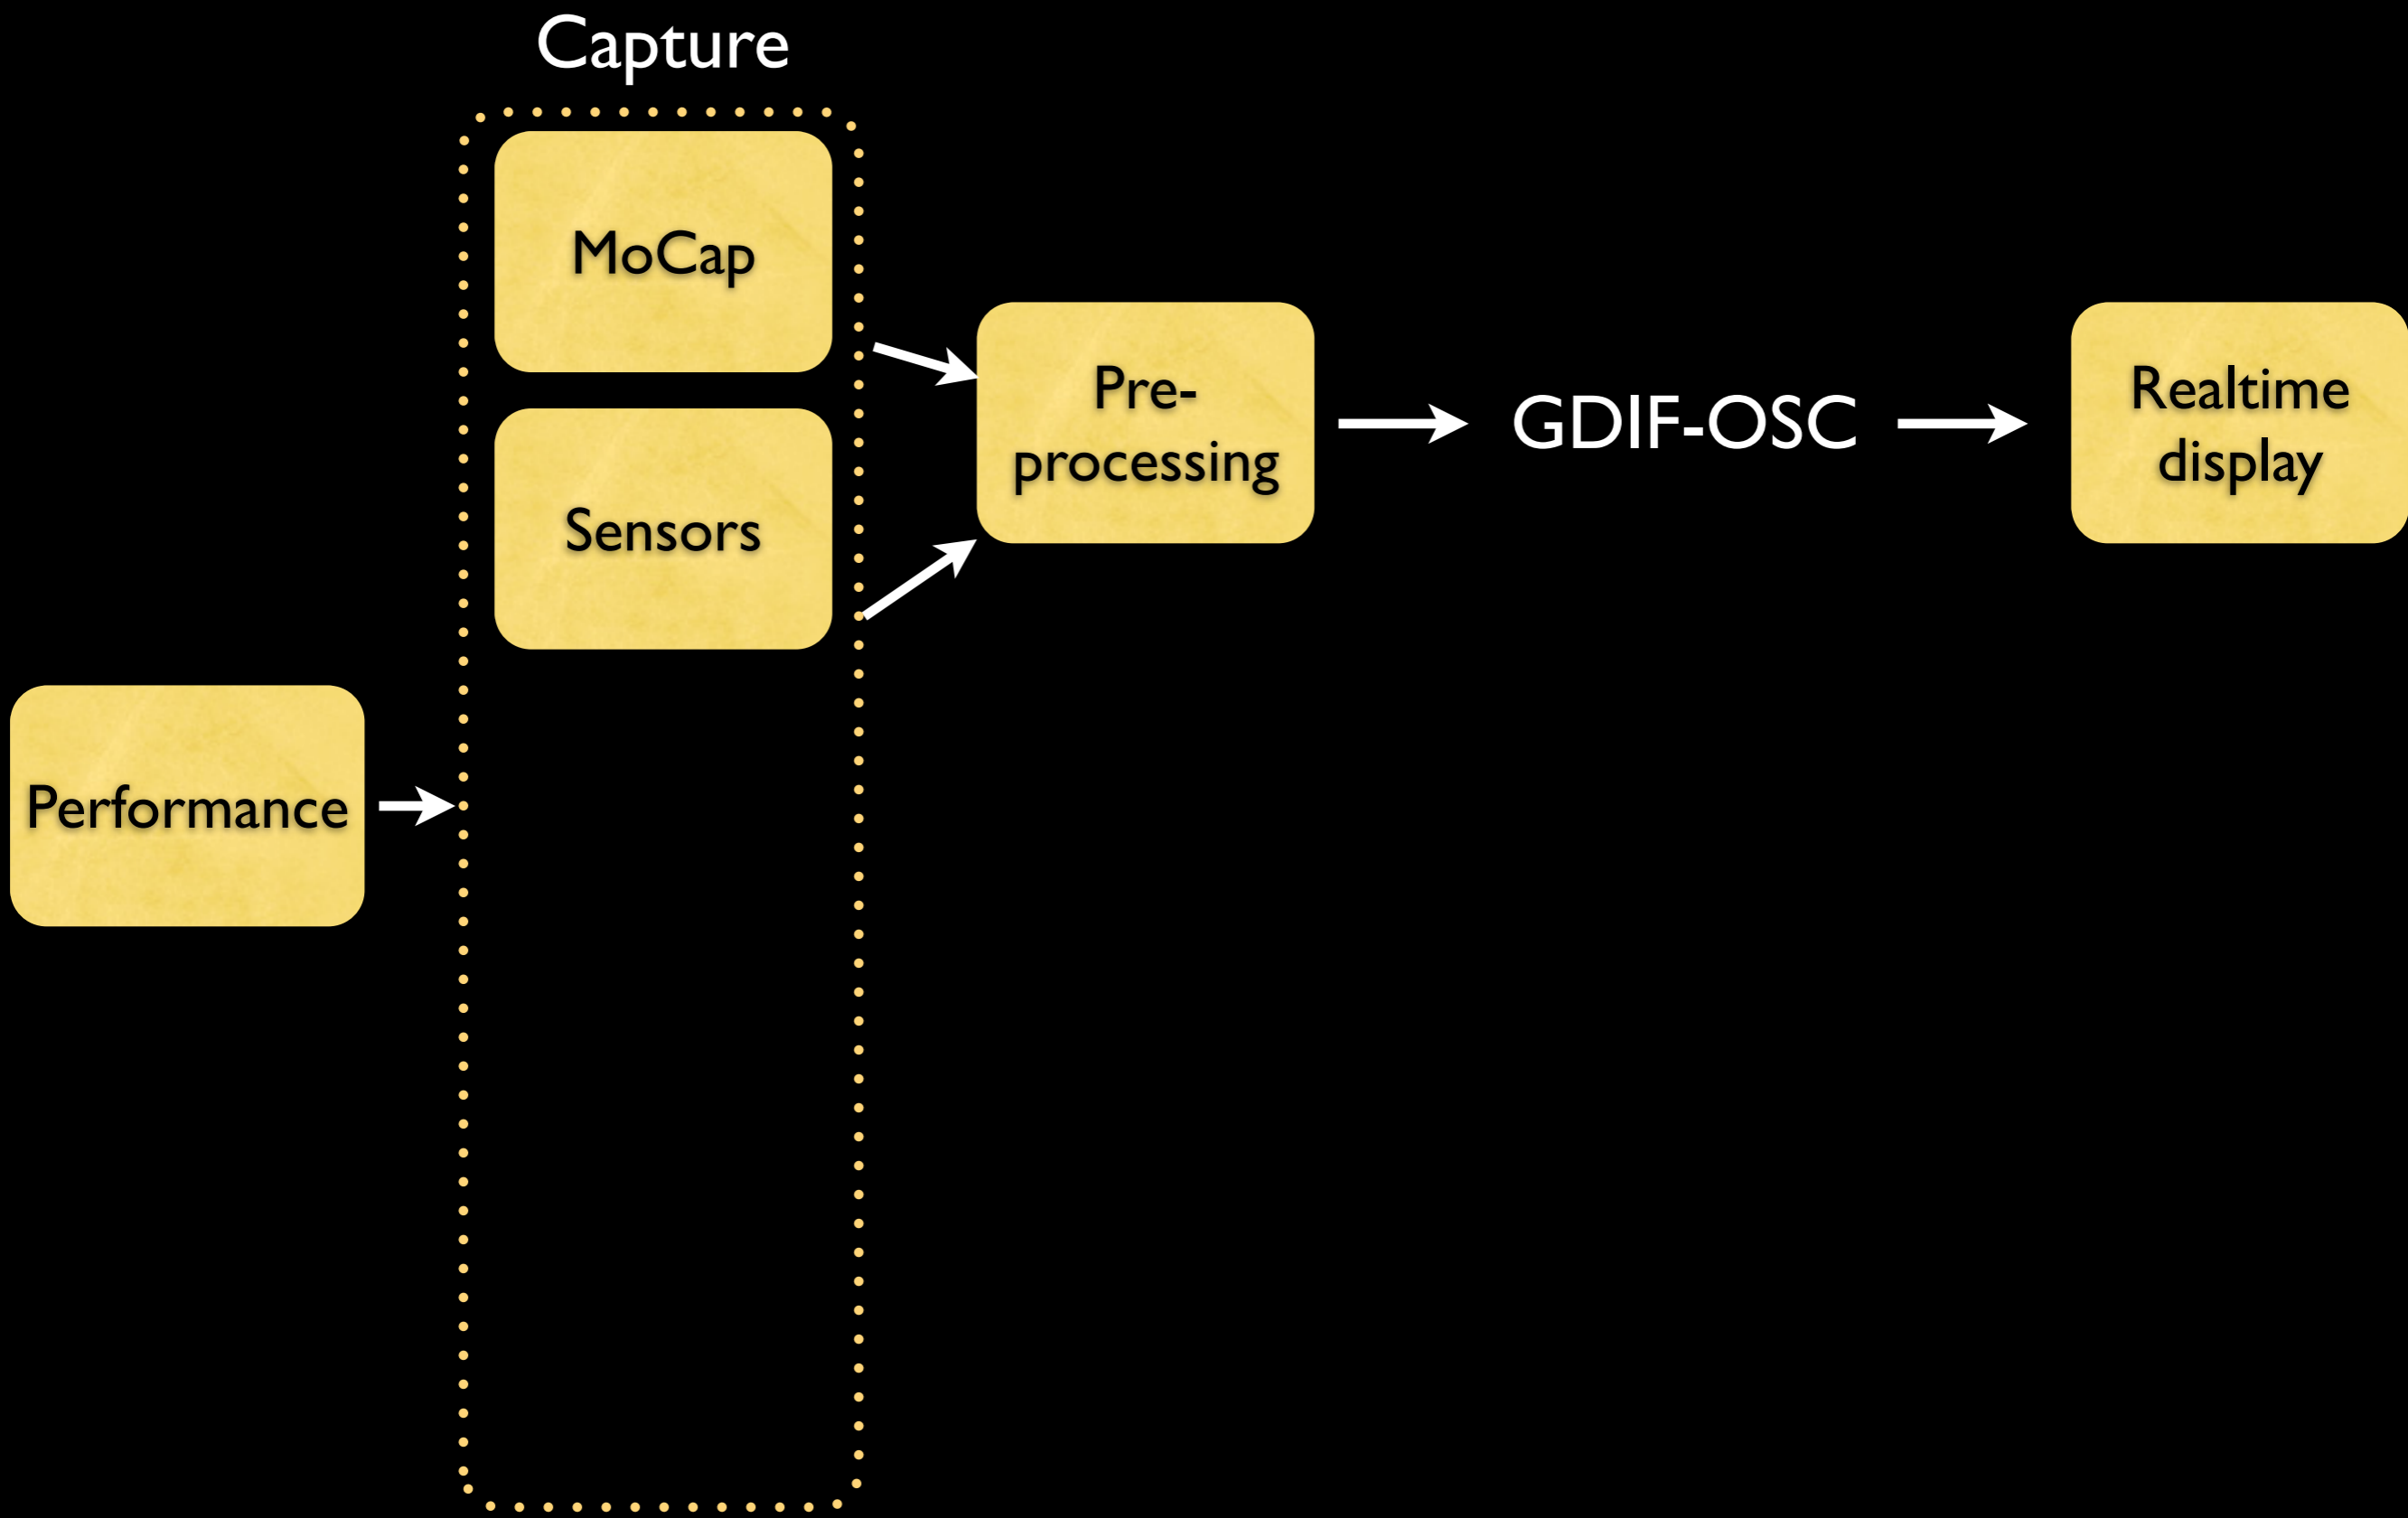 Capture
MoCap
Sensors
Performance
Pre-
processing
GDIF-OSC
Realtime
display